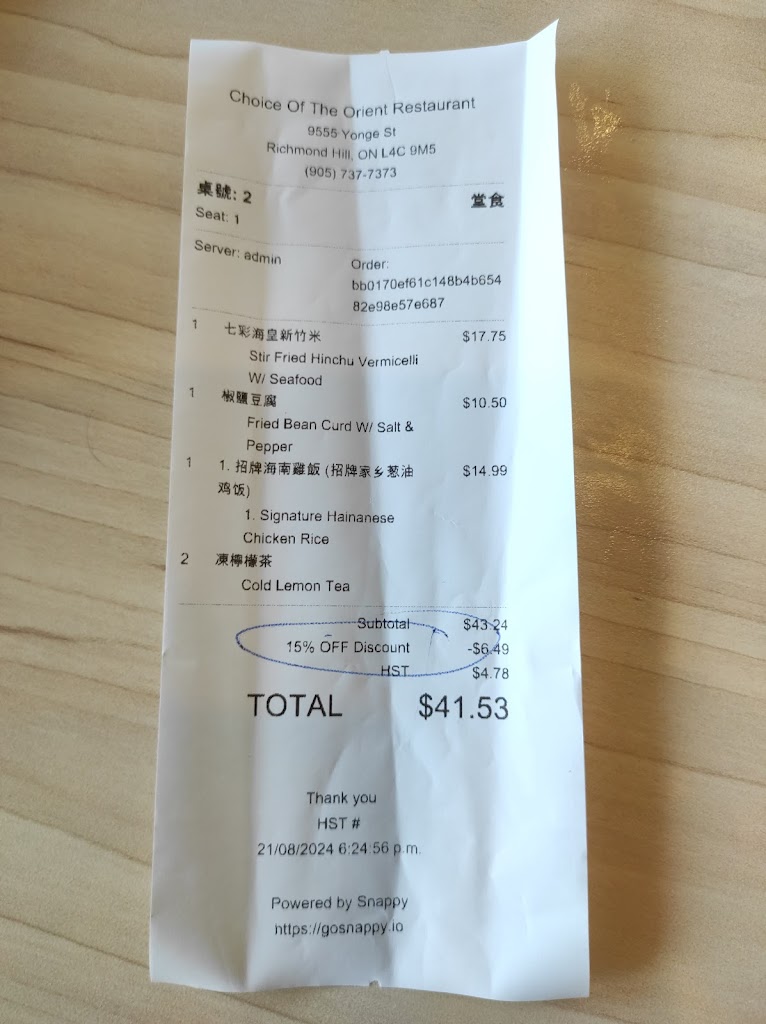 Choice Of The Orient Restaurant
9555 Yonge St
Richmond Hill, ON L4C 9M5
(905) 737-7373
桌號: 2 堂食
Seat: 1
Server: admin Order:
bb0170ef61c148b4b654
82e98e57e687
1 七彩海皇新竹米 $17.75
Stir Fried Hinchu Vermicelli
W/ Seafood
1 椒鹽豆腐 $10.50
Fried Bean Curd W/ Salt &
Pepper
1 1. 招牌海南雞飯 (招牌家乡葱油 $14.99
鸡饭)
1. Signature Hainanese
Chicken Rice
2 凍檸檬茶
Cold Lemon Tea
Subtotal $43.24
15% OFF Discount -$6.49
HST $4.78
TOTAL $41.53
Thank you
HST #
21/08/2024 6:24:56 p.m.
Powered by Snappy
https://gosnappy.io